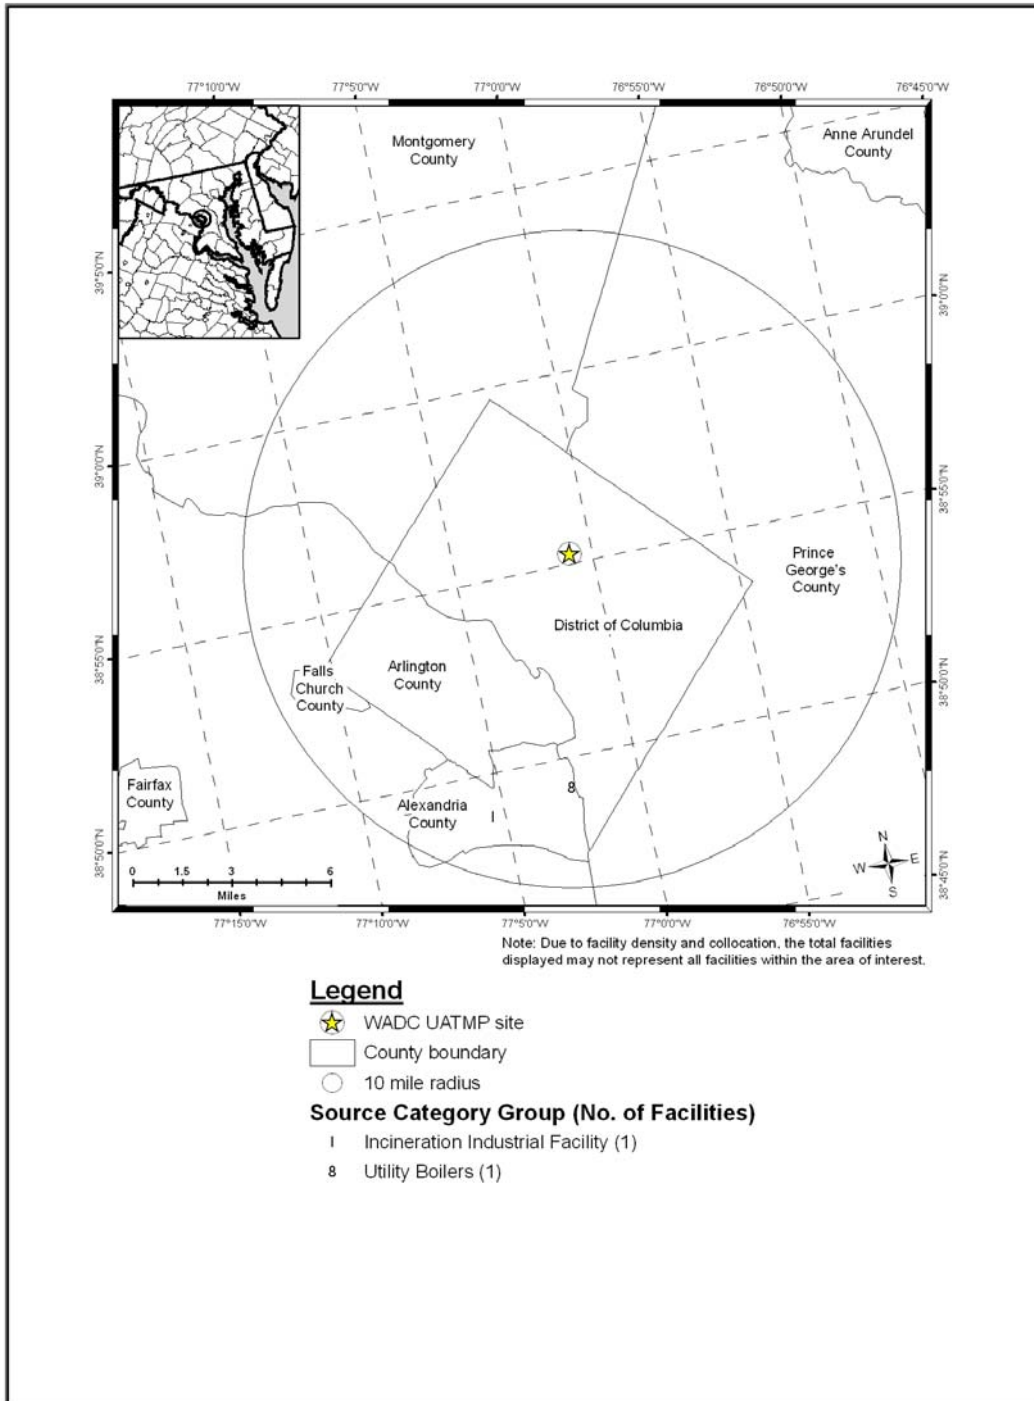 77°10'0"W 77°5'0"W 77°0'0"W 76°55'0"W 76°50'0"W 76°45'0"W
Montgomery
County
Anne Arundel
County
39°5'0"N
39°0'0"N
39°0'0"N
38°55'0"N
Prince
George's
County
District of Columbia
38°55'0"N
Falls
Church
County
Arlington
County
38°50'0"N
Fairfax
County
Alexandria
County
8
I
38°50'0"N
N
W E
S
38°45'0"N
0 1.5 3 6
Miles
77°15'0"W 77°10'0"W 77°5'0"W 77°0'0"W 76°55'0"W
Note: Due to facility density and collocation, the total facilities
displayed may not represent all facilities within the area of interest.
Legend
WADC UATMP site
County boundary
10 mile radius
Source Category Group (No. of Facilities)
I Incineration Industrial Facility (1)
8 Utility Boilers (1)